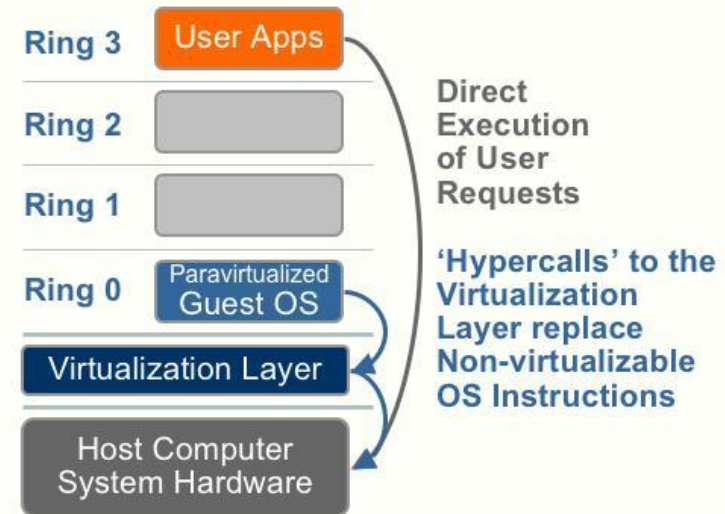 Ring 3
User Apps
Ring 2
Ring 1
Ring 0
Paravirtualized
Guest OS
Virtualization Layer
Host Computer
System Hardware
Direct
Execution
of User
Requests
‘Hypercalls’ to the
Virtualization
Layer replace
Non-virtualizable
OS Instructions